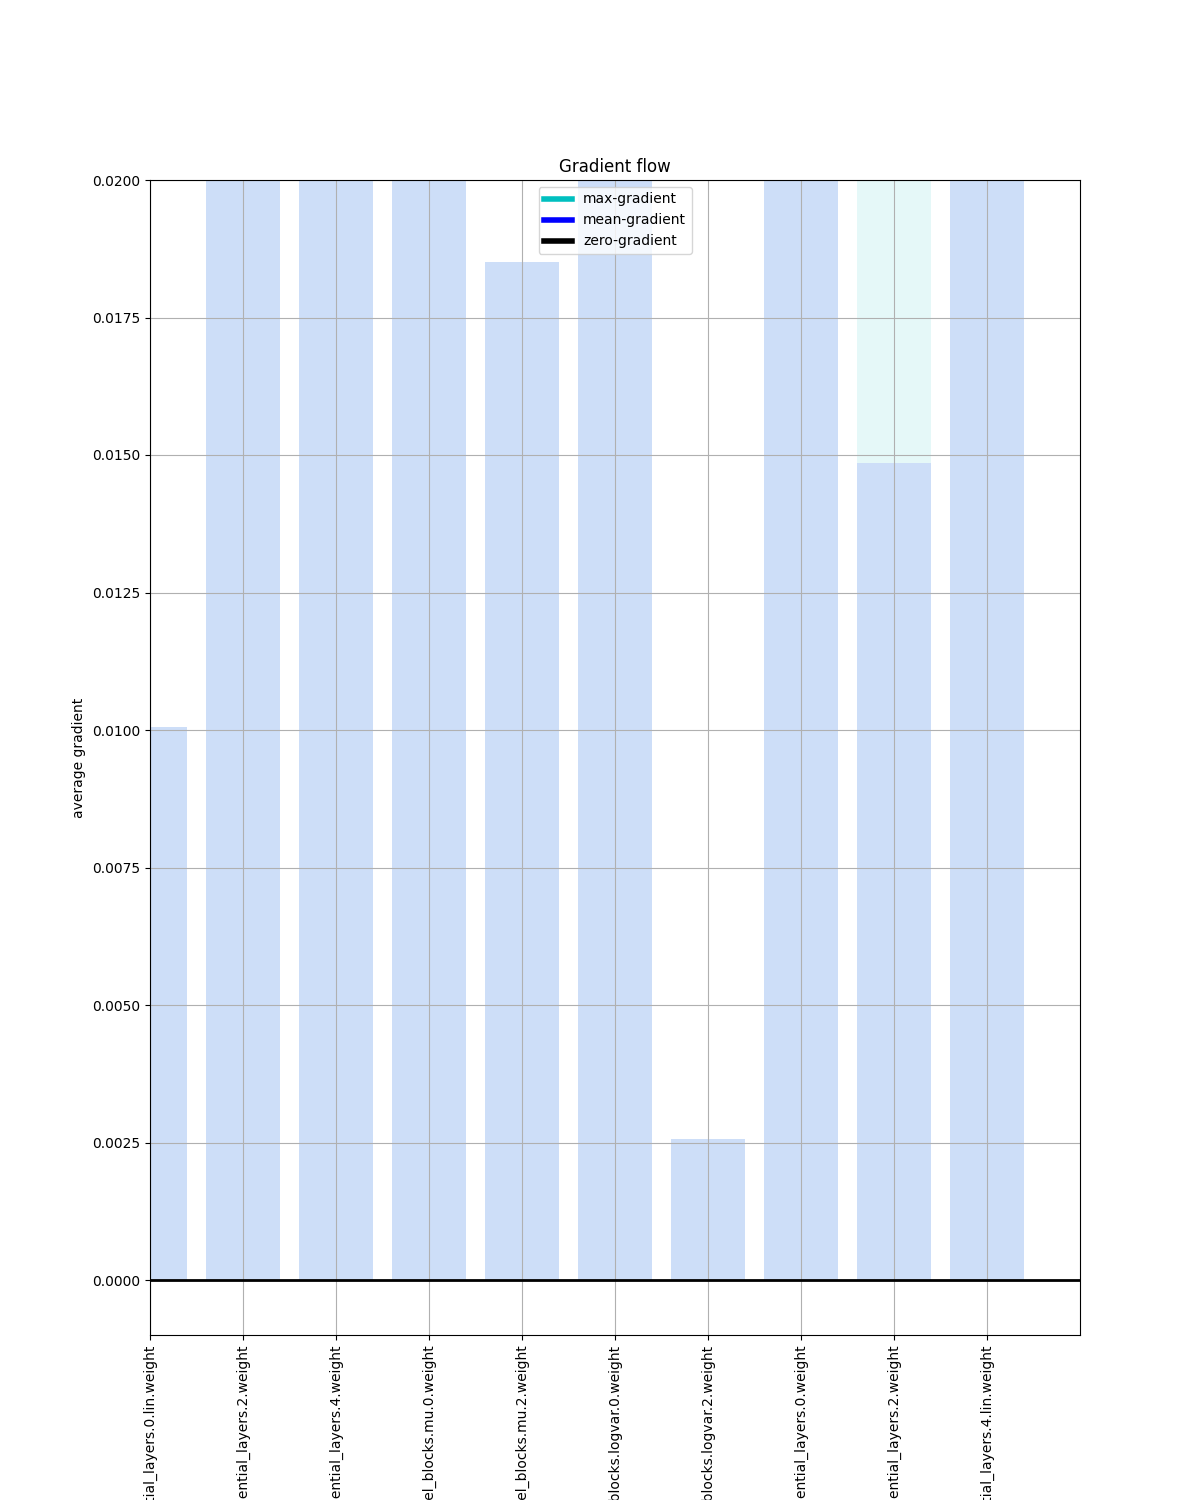 Gradient flow
max-gradient
mean-gradient
zero-gradient
0.0200
0.0175
0.0150
0.0125
0.0100
0.0075
0.0050
0.0025
0.0000
average gradient
tial_layers.0.lin.weight
ential_layers.2.weight
ential_layers.4.weight
el_blocks.mu.0.weight
el_blocks.mu.2.weight
blocks.logvar.0.weight
blocks.logvar.2.weight
ential_layers.0.weight
ential_layers.2.weight
tial_layers.4.lin.weight